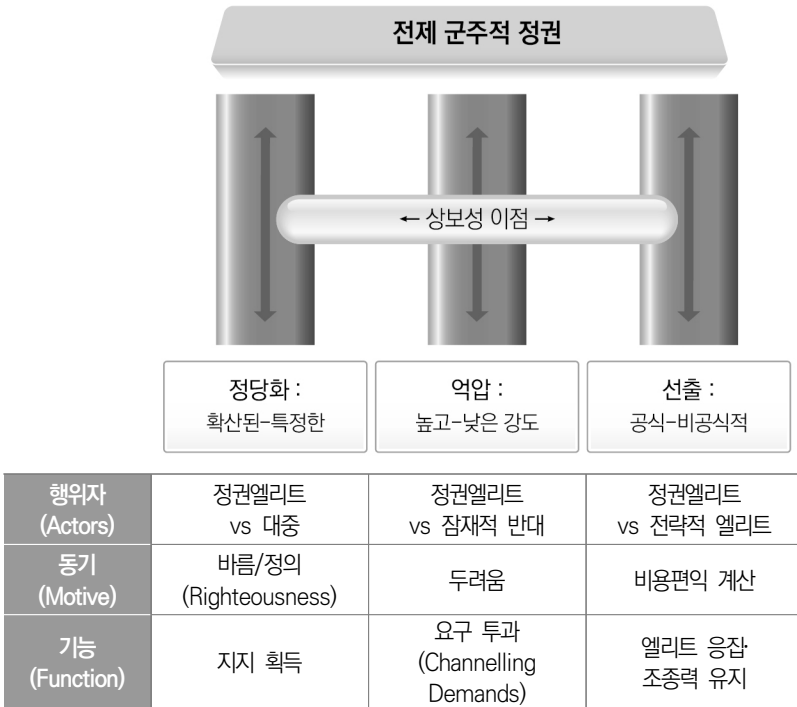 전제 군주적 정권
← 상보성 이점 →
정당화 :
확산된-특정한
억압 :
높고-낮은 강도
선출 :
공식-비공식적
행위자
(Actors)
정권엘리트
vs 대중
정권엘리트
vs 잠재적 반대
정권엘리트
vs 전략적 엘리트
동기
(Motive)
바름/정의
(Righteousness)
두려움
비용편익 계산
기능
(Function)
지지 획득
요구 투과
(Channelling
Demands)
엘리트 응집·
조종력 유지